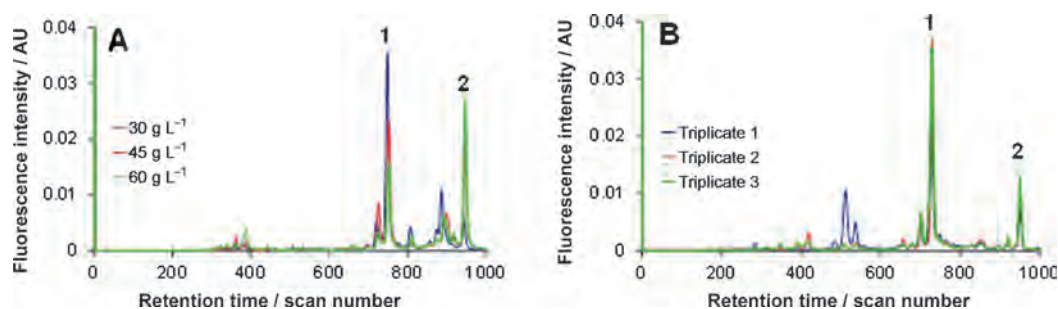 A
Fluorescence intensity / AU
0.04
0.03
0.02
0.01
0
1
2
30 g L⁻¹
45 g L⁻¹
60 g L⁻¹
0 200 400 600 800 1000
Retention time / scan number
B
Fluorescence intensity / AU
0.04
0.03
0.02
0.01
0
1
2
Triplicate 1
Triplicate 2
Triplicate 3
0 200 400 600 800 1000
Retention time / scan number